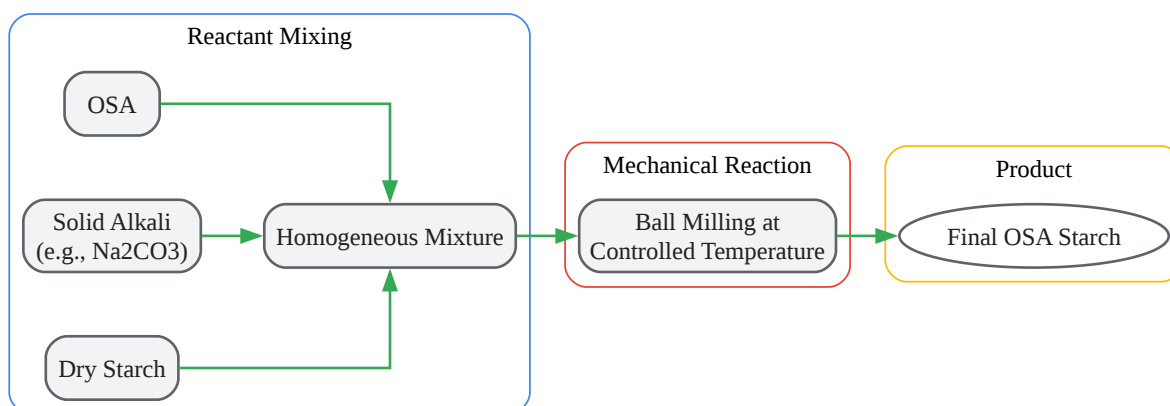 Reactant Mixing
OSA
Solid Alkali
(e.g., Na2CO3)
Dry Starch
Homogeneous Mixture
Mechanical Reaction
Ball Milling at
Controlled Temperature
Product
Final OSA Starch